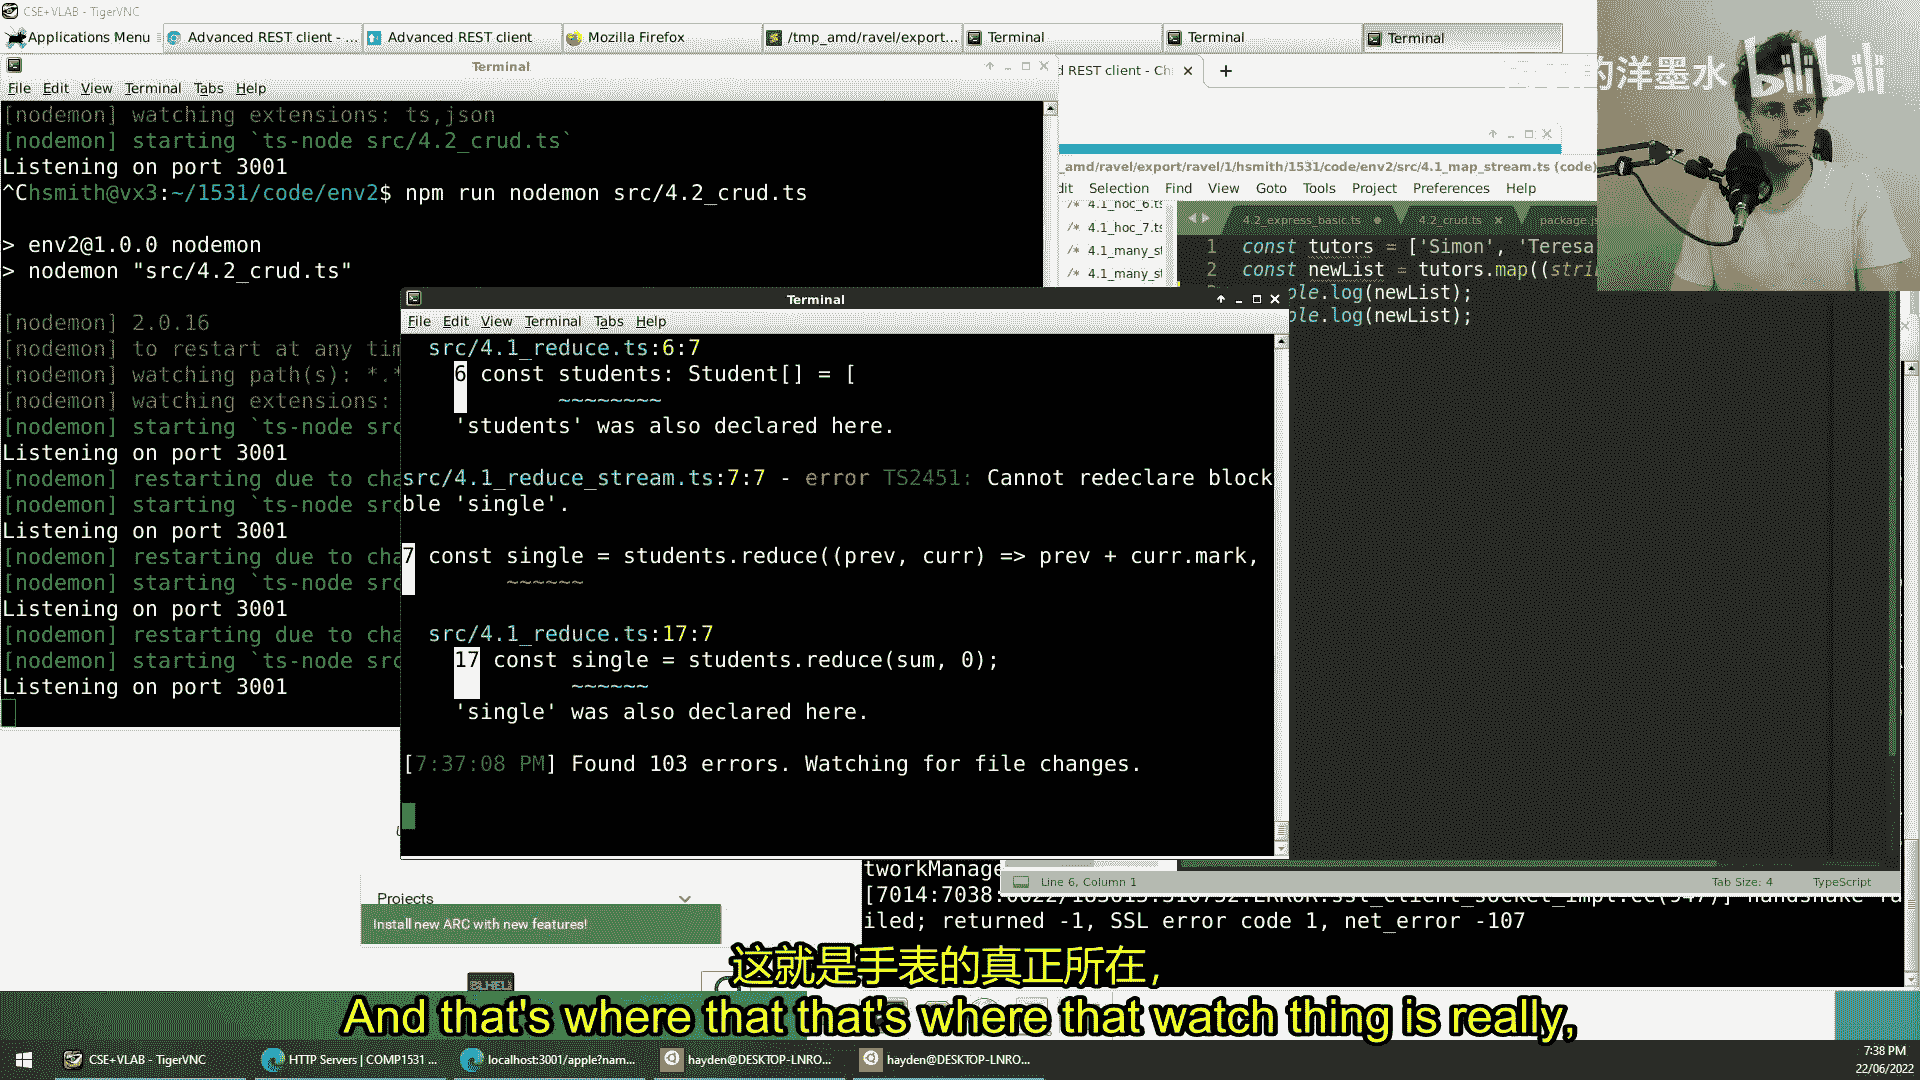 CSE+VLAB - TigerVNC
Applications Menu
Advanced REST client - ...
Advanced REST client
Mozilla Firefox
/tmp_amd/ravel/export...
Terminal
Terminal
Terminal
Terminal
File Edit View Terminal Tabs Help
[nodemon] watching extensions: ts,json
[nodemon] starting `ts-node src/4.2_crud.ts`
Listening on port 3001
^Chsmith@vx3:~/1531/code/env2$ npm run nodemon src/4.2_crud.ts
> env2@1.0.0 nodemon
> nodemon "src/4.2_crud.ts"
[nodemon] 2.0.16
[nodemon] to restart at any tim
[nodemon] watching path(s): *.*
[nodemon] watching extensions:
[nodemon] starting `ts-node src
Listening on port 3001
[nodemon] restarting due to cha
[nodemon] starting `ts-node src
Listening on port 3001
[nodemon] restarting due to cha
[nodemon] starting `ts-node src
Listening on port 3001
[nodemon] restarting due to cha
[nodemon] starting `ts-node src
Listening on port 3001
d REST client - Ch
的洋墨水 bilibili
_amd/ravel/export/ravel/1/hsmith/1531/code/env2/src/4.1_map_stream.ts (code)
dit Selection Find View Goto Tools Project Preferences Help
/* 4.1_hoc_6.ts
/* 4.1_hoc_7.ts
/* 4.1_many_st
/* 4.1_many_st
4.2_express_basic.ts
4.2_crud.ts
package.js
1 const tutors = ['Simon', 'Teresa
2 const newList = tutors.map((stri
ole.log(newList);
ole.log(newList);
Terminal
File Edit View Terminal Tabs Help
src/4.1_reduce.ts:6:7
6 const students: Student[] = [
~~~~~~~~
'students' was also declared here.
src/4.1_reduce_stream.ts:7:7 - error TS2451: Cannot redeclare block
ble 'single'.
7 const single = students.reduce((prev, curr) => prev + curr.mark,
~~~~~~
src/4.1_reduce.ts:17:7
17 const single = students.reduce(sum, 0);
~~~~~~
'single' was also declared here.
[7:37:08 PM] Found 103 errors. Watching for file changes.
Line 6, Column 1
Tab Size: 4
TypeScript
tworkManage
iled; returned -1, SSL error code 1, net_error -107
Projects
Install new ARC with new features!
这就是手表的真正所在，
And that's where that that's where that watch thing is really,
CSE+VLAB - TigerVNC
HTTP Servers | COMP1531 ...
localhost:3001/apple?nam...
hayden@DESKTOP-LNRO...
hayden@DESKTOP-LNRO...
7:38 PM
22/06/2022